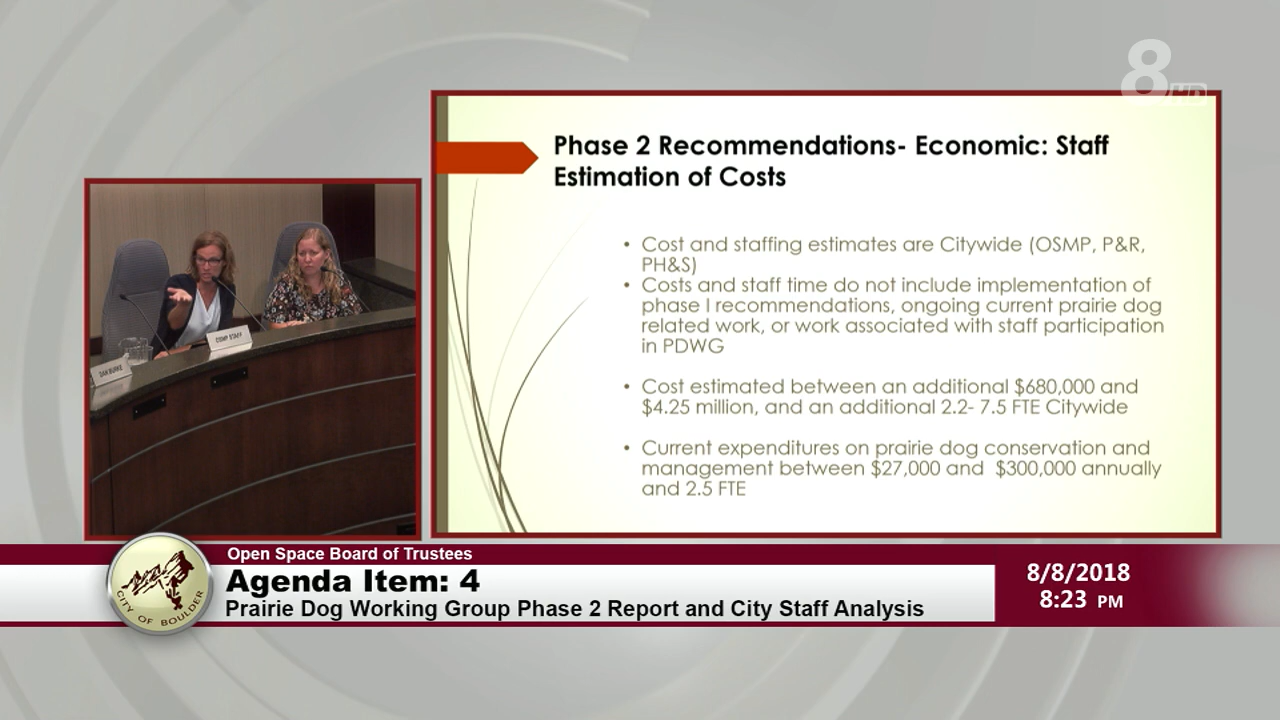 8
HD
Phase 2 Recommendations- Economic: Staff
Estimation of Costs
• Cost and staffing estimates are Citywide (OSMP, P&R,
PH&S)
• Costs and staff time do not include implementation of
phase I recommendations, ongoing current prairie dog
related work, or work associated with staff participation
in PDWG
• Cost estimated between an additional $680,000 and
$4.25 million, and an additional 2.2- 7.5 FTE Citywide
• Current expenditures on prairie dog conservation and
management between $27,000 and $300,000 annually
and 2.5 FTE
OSMP STAFF
DAN BURKE
Open Space Board of Trustees
Agenda Item: 4
Prairie Dog Working Group Phase 2 Report and City Staff Analysis
CITY OF BOULDER
8/8/2018
8:23 PM